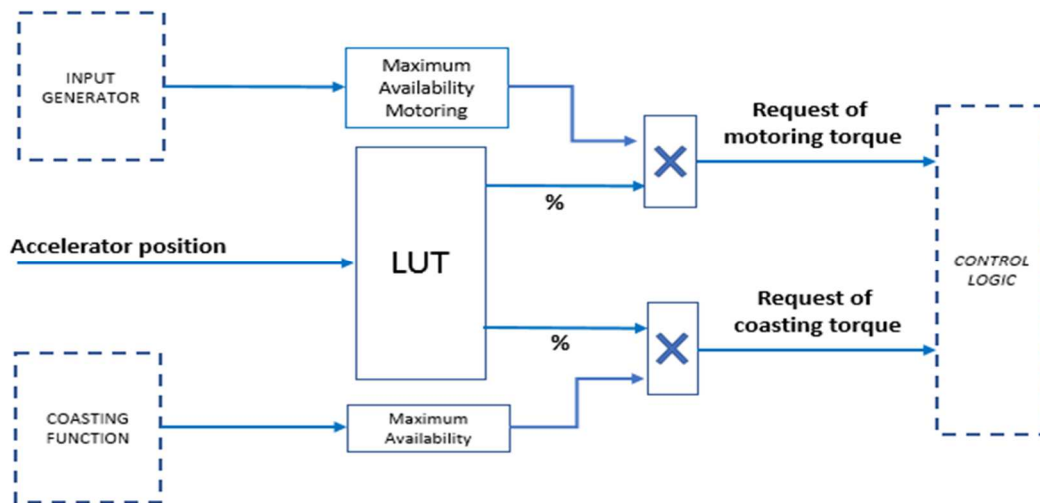 INPUT
GENERATOR
Maximum
Availability
Motoring
Request of
motoring torque
%
Accelerator position
LUT
CONTROL
LOGIC
Request of
coasting torque
%
COASTING
FUNCTION
Maximum
Availability